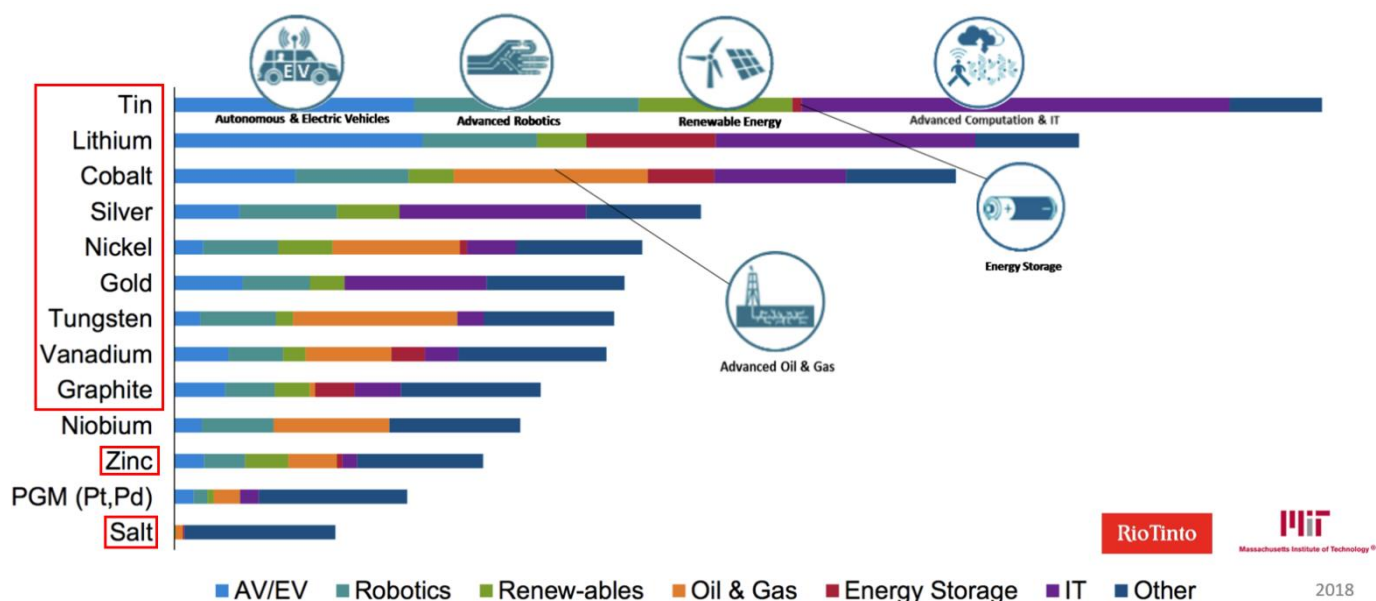 EV
Autonomous & Electric Vehicles
Advanced Robotics
Renewable Energy
Advanced Computation & IT
Tin
Lithium
Cobalt
Silver
Nickel
Gold
Tungsten
Vanadium
Graphite
Niobium
Zinc
PGM (Pt,Pd)
Salt
Energy Storage
Advanced Oil & Gas
RioTinto
MIT
Massachusetts Institute of Technology ®
AV/EV Robotics Renew-ables Oil & Gas Energy Storage IT Other
2018